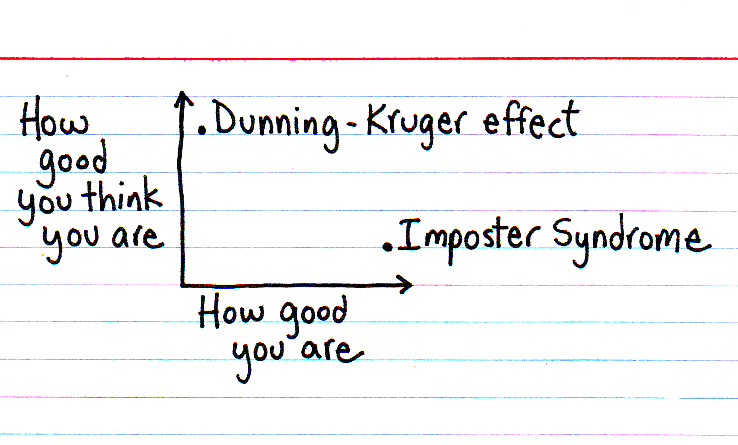 How
good
you think
you are
Dunning-Kruger effect
Imposter Syndrome
How good
you are